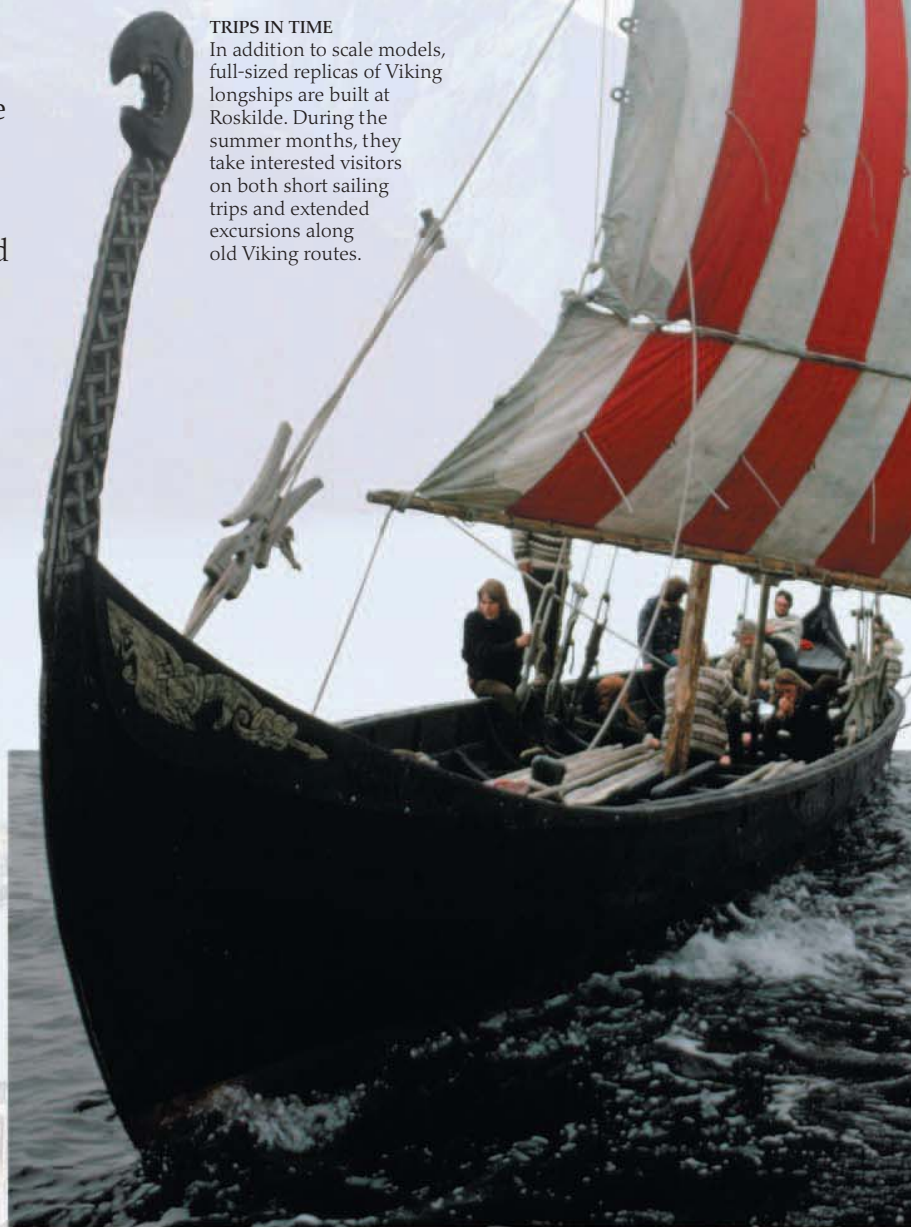 TRIPS IN TIME
In addition to scale models,
full-sized replicas of Viking
longships are built at
Roskilde. During the
summer months, they
take interested visitors
on both short sailing
trips and extended
excursions along
old Viking routes.